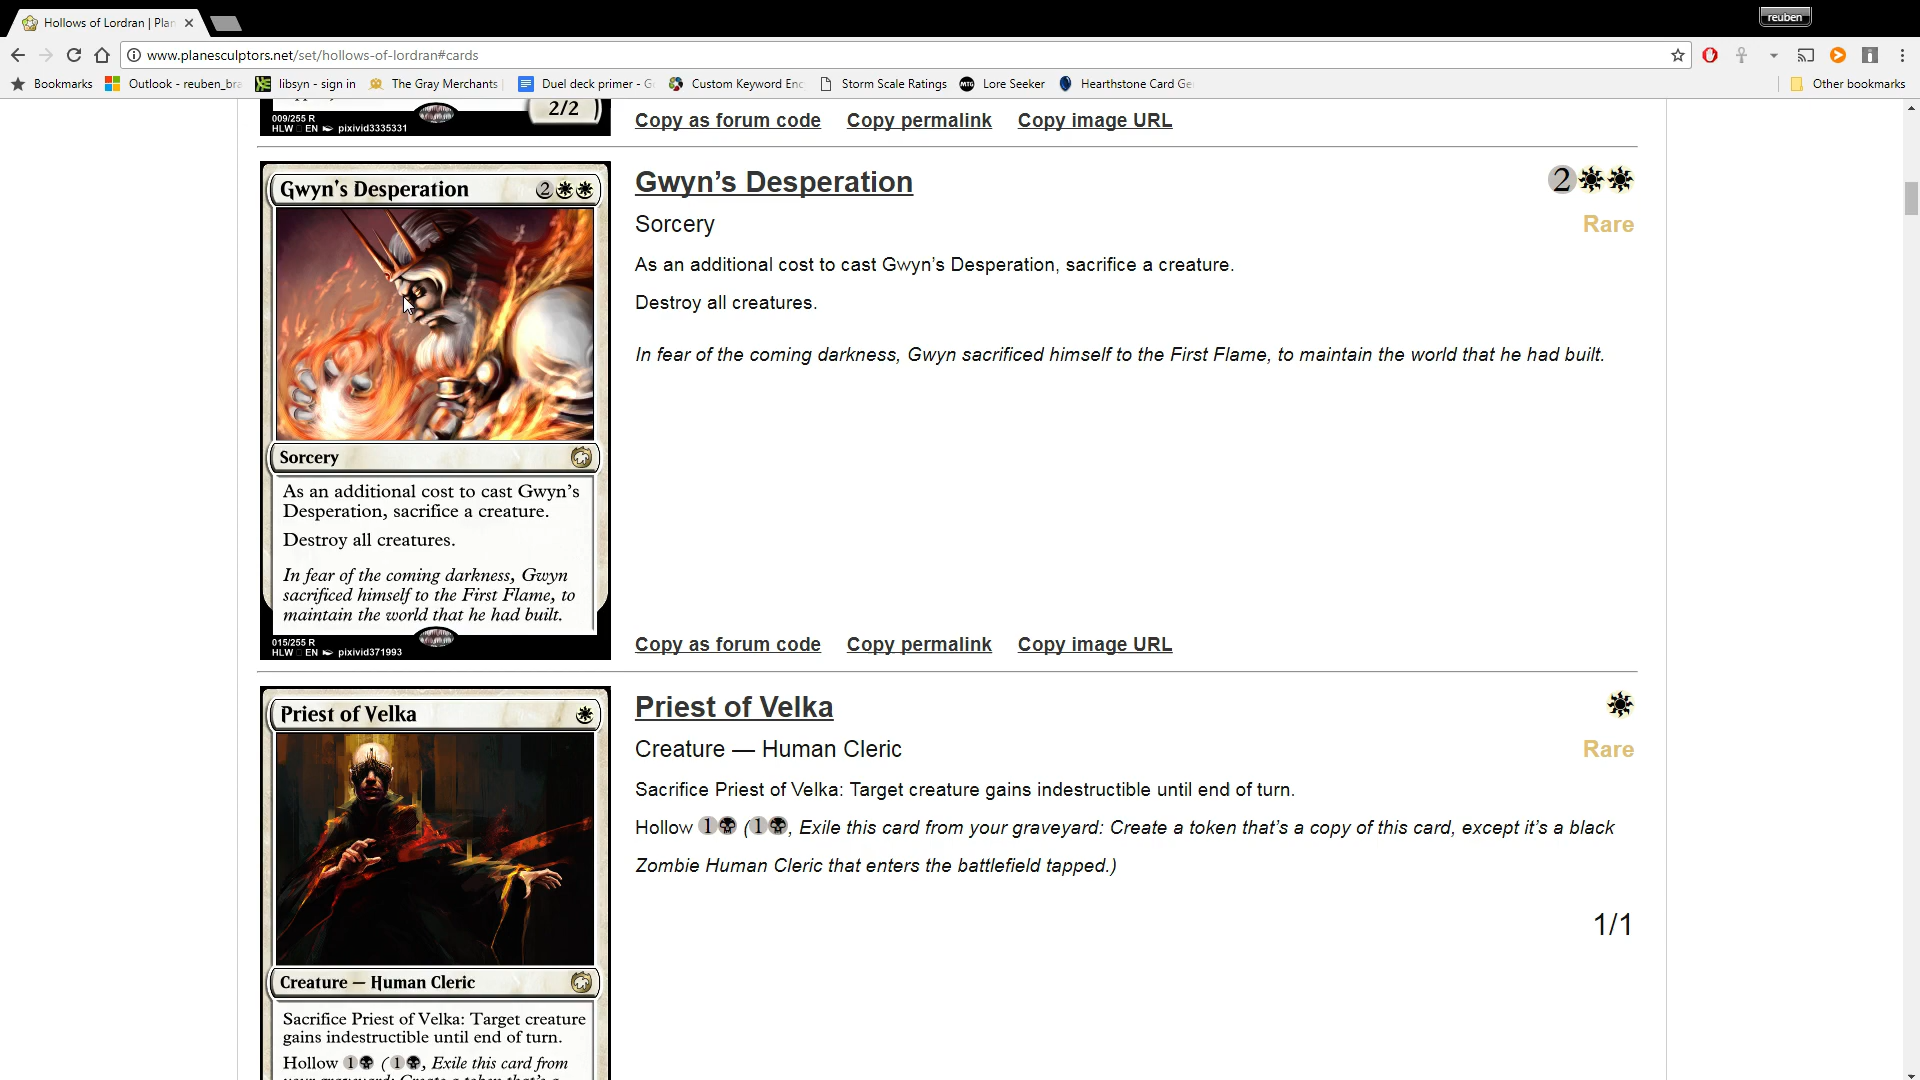 Hollows of Lordran | Plan
reuben
www.planesculptors.net/set/hollows-of-lordran#cards
Bookmarks
Outlook - reuben_bra
libsyn - sign in
The Gray Merchants
Duel deck primer - G
Custom Keyword Enc
Storm Scale Ratings
Lore Seeker
Hearthstone Card Ge
Other bookmarks
2/2
009/255 R
HLW EN pixivid3335331
Copy as forum code Copy permalink Copy image URL
Gwyn's Desperation 2
Sorcery
As an additional cost to cast Gwyn's
Desperation, sacrifice a creature.
Destroy all creatures.
In fear of the coming darkness, Gwyn
sacrificed himself to the First Flame, to
maintain the world that he had built.
015/255 R
HLW EN pixivid371993
Gwyn’s Desperation 2
Sorcery Rare
As an additional cost to cast Gwyn’s Desperation, sacrifice a creature.
Destroy all creatures.
In fear of the coming darkness, Gwyn sacrificed himself to the First Flame, to maintain the world that he had built.
Copy as forum code Copy permalink Copy image URL
Priest of Velka
Creature — Human Cleric
Sacrifice Priest of Velka: Target creature
gains indestructible until end of turn.
Hollow 1 (1, Exile this card from
Priest of Velka
Creature — Human Cleric Rare
Sacrifice Priest of Velka: Target creature gains indestructible until end of turn.
Hollow 1 (1, Exile this card from your graveyard: Create a token that’s a copy of this card, except it’s a black
Zombie Human Cleric that enters the battlefield tapped.)
1/1